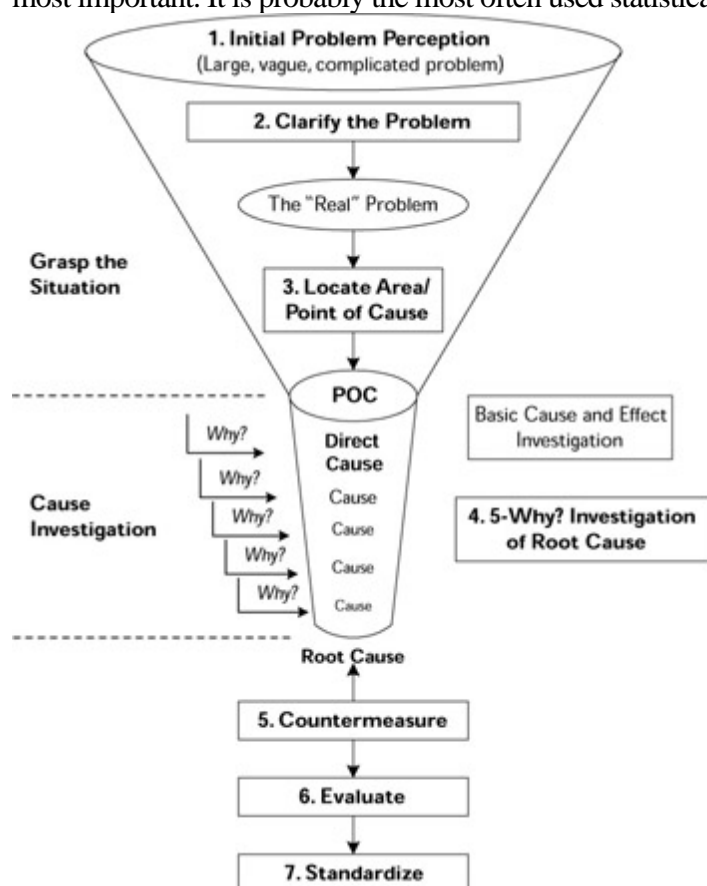 most important. It is probably the most often used statistica
1. Initial Problem Perception
(Large, vague, complicated problem)
2. Clarify the Problem
The "Real" Problem
Grasp the
Situation
3. Locate Area/
Point of Cause
POC
Basic Cause and Effect
Investigation
Direct
Cause
Why?
Why?
Cause
Why?
Cause
Cause
Investigation
4. 5-Why? Investigation
of Root Cause
Why?
Cause
Why?
Cause
Root Cause
5. Countermeasure
6. Evaluate
7. Standardize